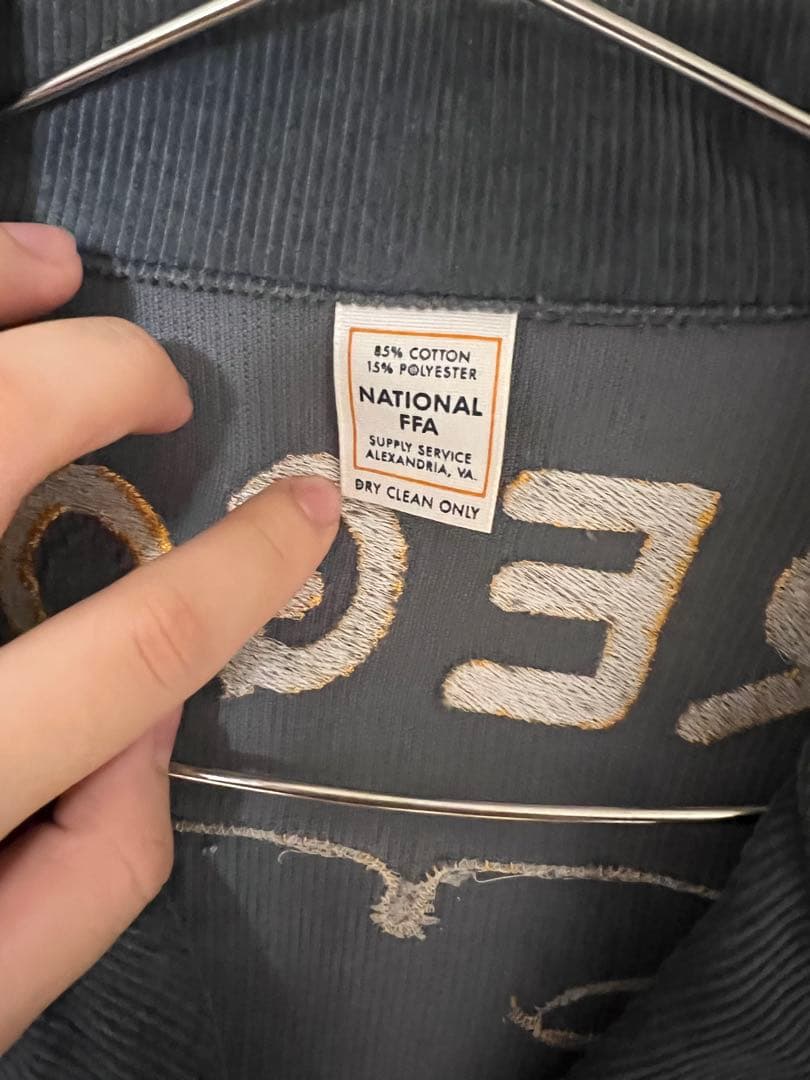 85% COTTON
15% POLYESTER
NATIONAL
FFA
SUPPLY SERVICE
ALEXANDRIA, VA.
DRY CLEAN ONLY